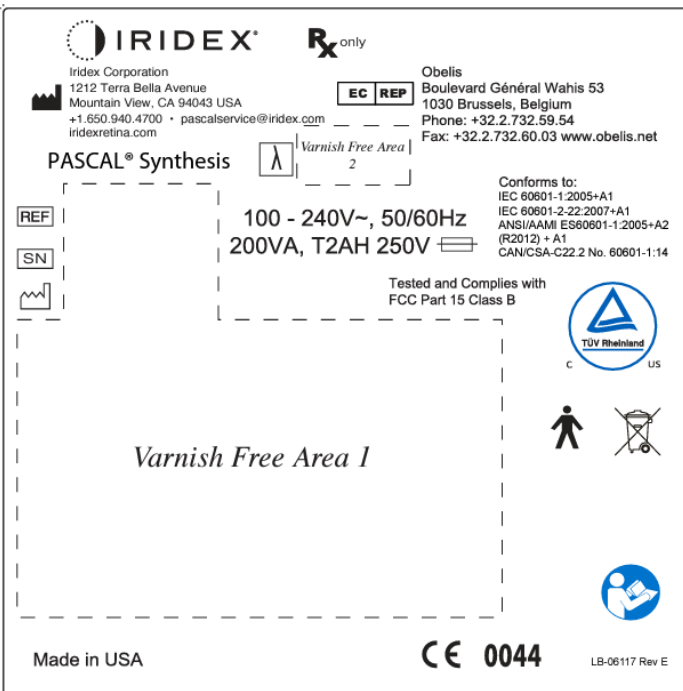 IRIDEX®
Rx only
Iridex Corporation
1212 Terra Bella Avenue
Mountain View, CA 94043 USA
+1.650.940.4700 • pascalservice@iridex.com
iridexretina.com
EC REP
Obelis
Boulevard Général Wahis 53
1030 Brussels, Belgium
Phone: +32.2.732.59.54
Fax: +32.2.732.60.03 www.obelis.net
PASCAL® Synthesis
λ
Varnish Free Area
2
REF
SN
100 - 240V~, 50/60Hz
200VA, T2AH 250V
Conforms to:
IEC 60601-1:2005+A1
IEC 60601-2-22:2007+A1
ANSI/AAMI ES60601-1:2005+A2
(R2012) + A1
CAN/CSA-C22.2 No. 60601-1:14
Tested and Complies with
FCC Part 15 Class B
TÜV Rheinland
C US
Varnish Free Area 1
Made in USA
CE 0044
LB-06117 Rev E